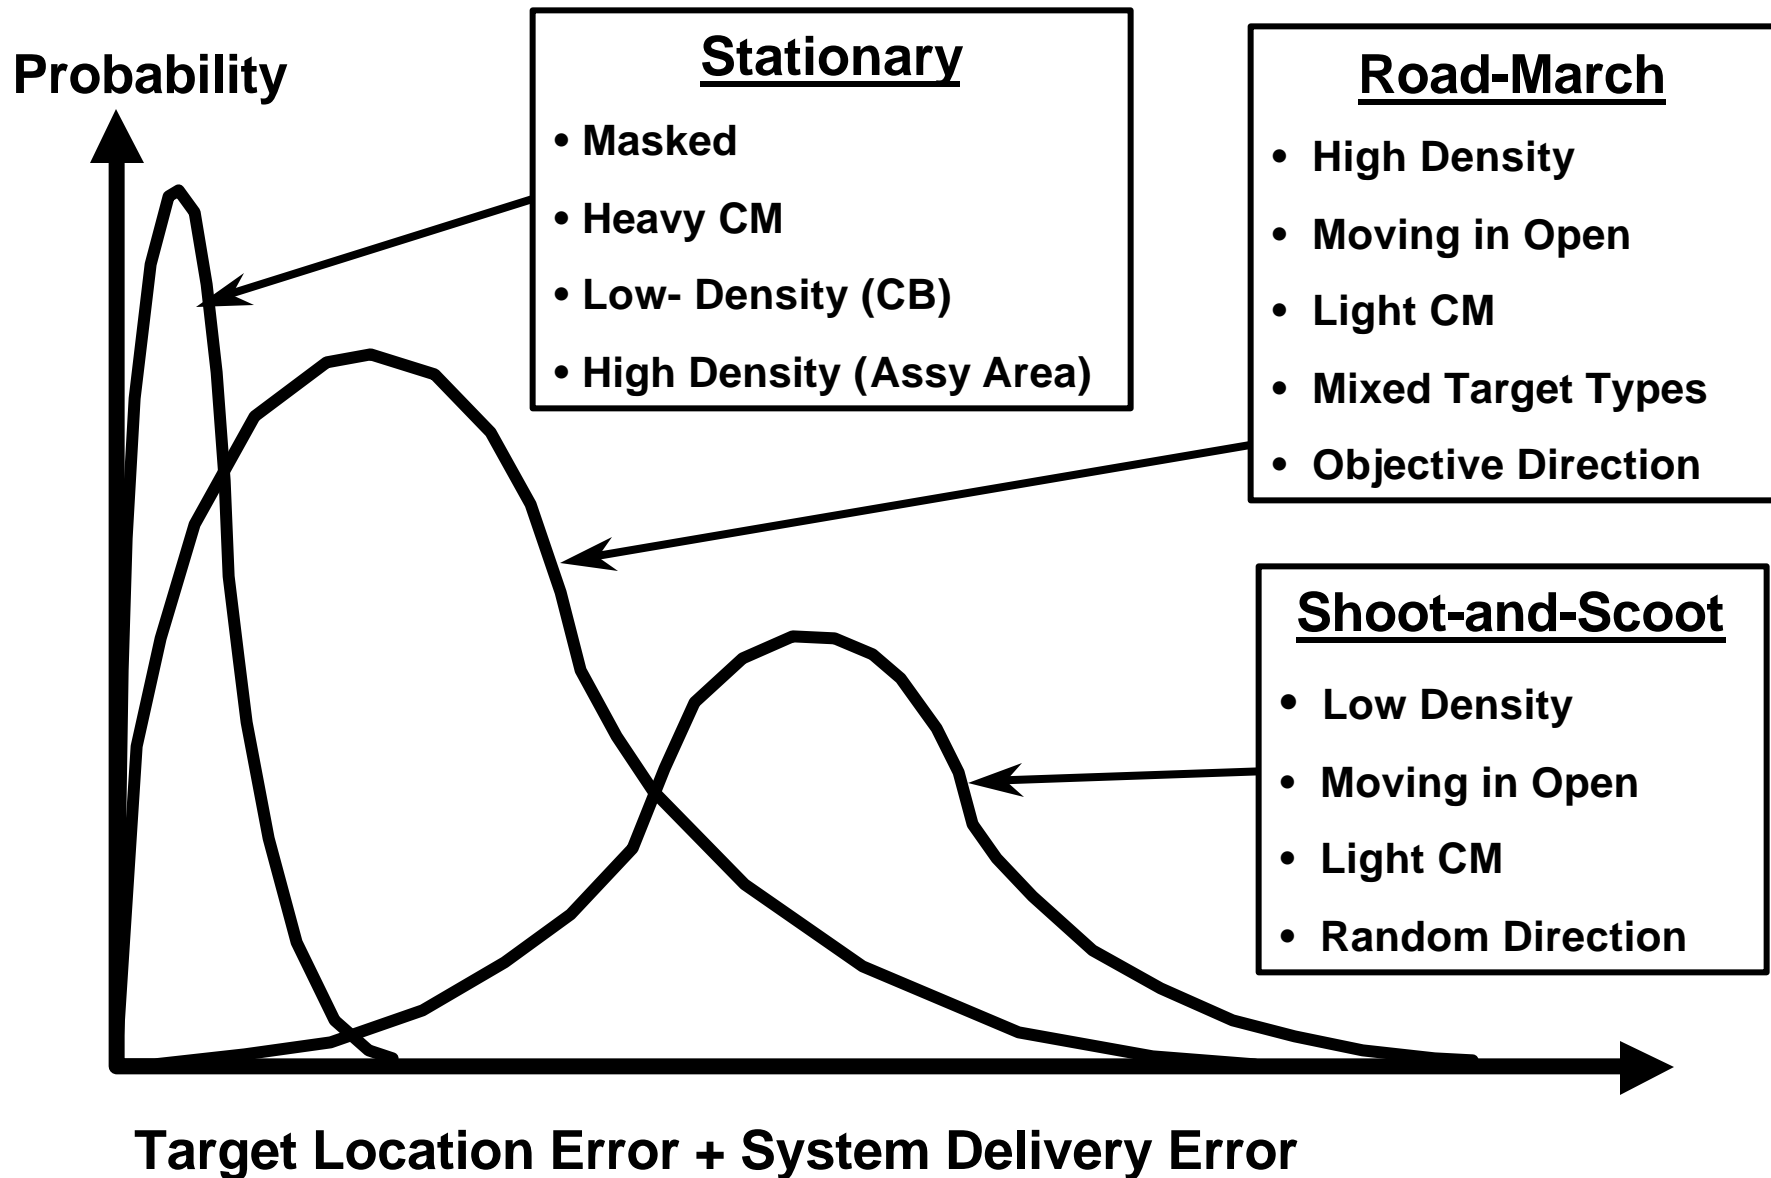 Probability
Stationary
• Masked
• Heavy CM
• Low- Density (CB)
• High Density (Assy Area)
Road-March
• High Density
• Moving in Open
• Light CM
• Mixed Target Types
• Objective Direction
Shoot-and-Scoot
• Low Density
• Moving in Open
• Light CM
• Random Direction
Target Location Error + System Delivery Error